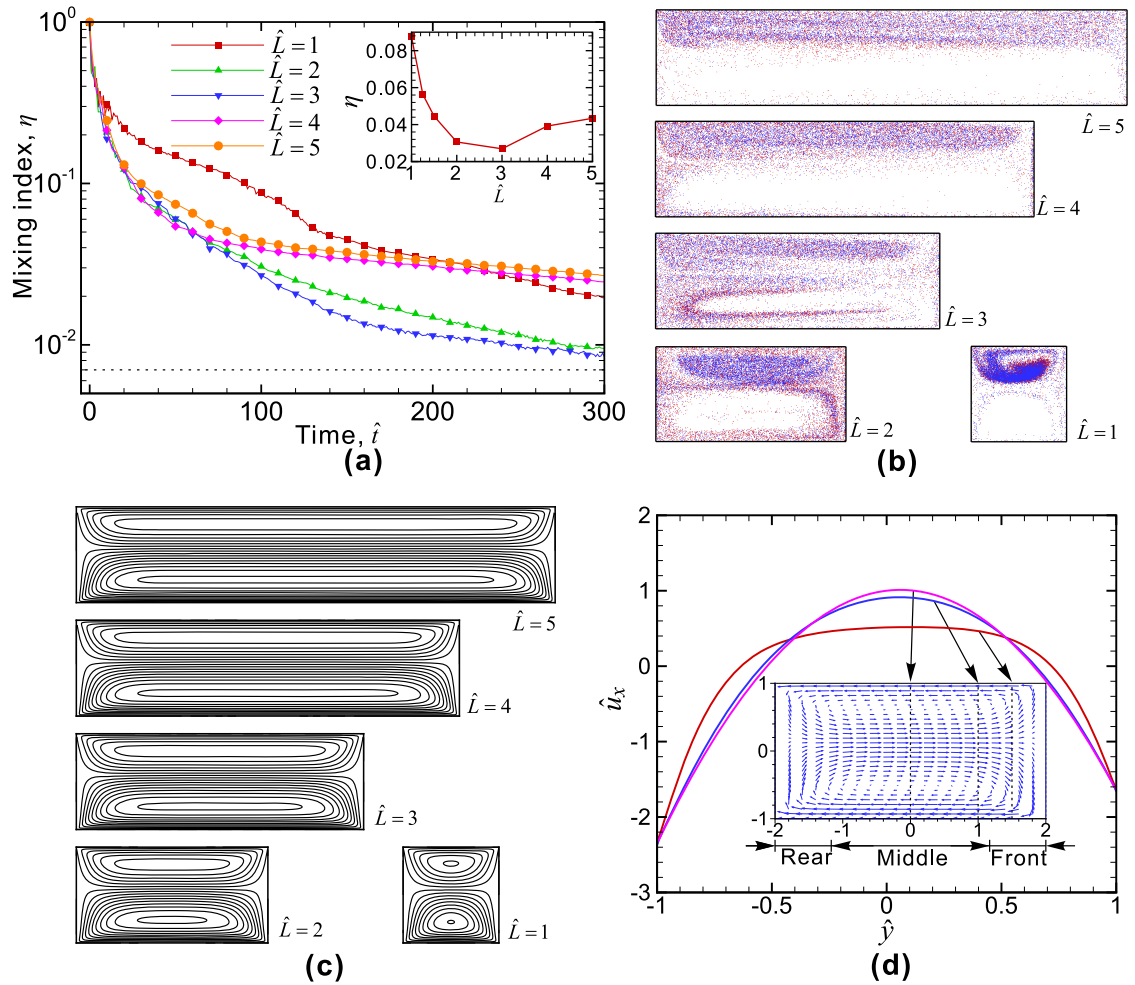 10⁰
10⁻¹
10⁻²
Mixing index, η
L̂ = 1
L̂ = 2
L̂ = 3
L̂ = 4
L̂ = 5
0.08
0.06
0.04
0.02
η
1 2 3 4 5
L̂
0 100 200 300
Time, t̂
(a)
L̂ = 5
L̂ = 4
L̂ = 3
L̂ = 2
L̂ = 1
(b)
L̂ = 5
L̂ = 4
L̂ = 3
L̂ = 2
L̂ = 1
(c)
2
1
0
-1
-2
-3
û𝑥
1
0
-1
-2 -1 0 1 2
Rear Middle Front
-1 -0.5 0 0.5 1
ŷ
(d)